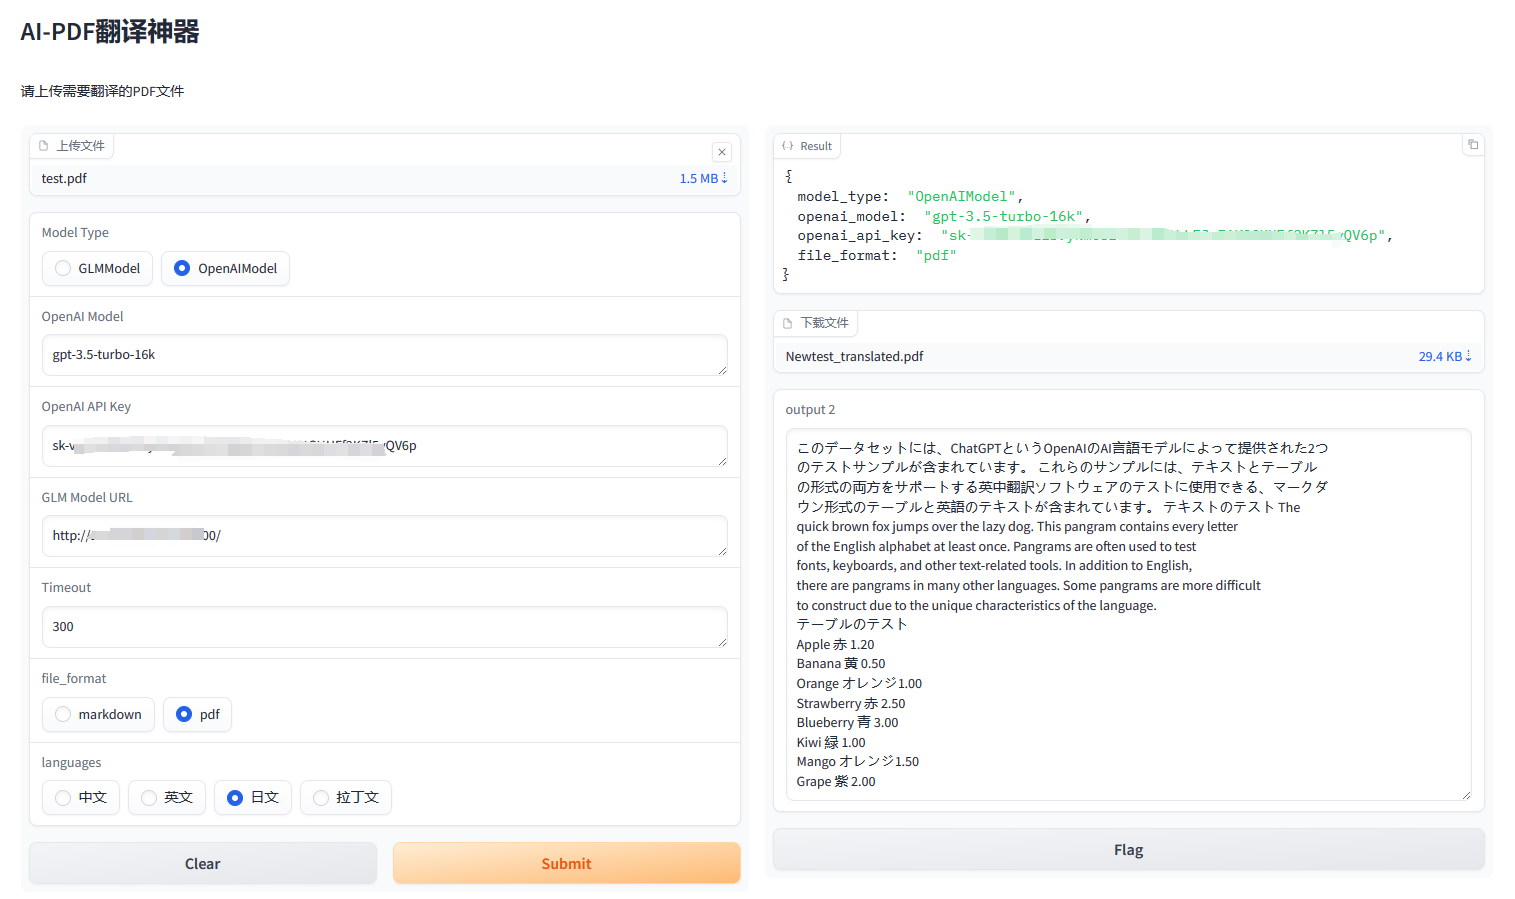 AI-PDF翻译神器
请上传需要翻译的PDF文件
上传文件
test.pdf
1.5 MB⇣
Model Type
GLMModel
OpenAIModel
OpenAI Model
gpt-3.5-turbo-16k
OpenAI API Key
sk-v
QV6p
GLM Model URL
http://
00/
Timeout
300
file_format
markdown
pdf
languages
中文
英文
日文
拉丁文
Clear
Submit
Result
{
model_type: "OpenAIModel",
openai_model: "gpt-3.5-turbo-16k",
openai_api_key: "sk-
QV6p",
file_format: "pdf"
}
下载文件
Newtest_translated.pdf
29.4 KB⇣
output 2
このデータセットには、ChatGPTというOpenAIのAI言語モデルによって提供された2つ
のテストサンプルが含まれています。 これらのサンプルには、テキストとテーブル
の形式の両方をサポートする英中翻訳ソフトウェアのテストに使用できる、マークダ
ウン形式のテーブルと英語のテキストが含まれています。 テキストのテスト The
quick brown fox jumps over the lazy dog. This pangram contains every letter
of the English alphabet at least once. Pangrams are often used to test
fonts, keyboards, and other text-related tools. In addition to English,
there are pangrams in many other languages. Some pangrams are more difficult
to construct due to the unique characteristics of the language.
テーブルのテスト
Apple 赤 1.20
Banana 黄 0.50
Orange オレンジ1.00
Strawberry 赤 2.50
Blueberry 青 3.00
Kiwi 緑 1.00
Mango オレンジ1.50
Grape 紫 2.00
Flag